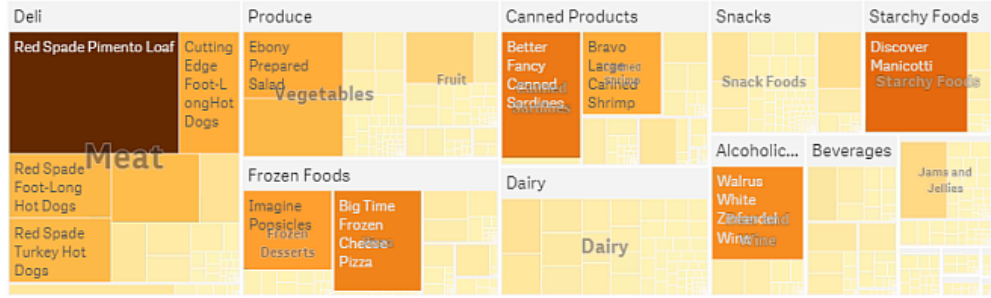 Deli
Red Spade Pimento Loaf
Cutting
Edge
Foot-L
ongHot
Dogs
Meat
Red Spade
Foot-Long
Hot Dogs
Red Spade
Turkey Hot
Dogs
Produce
Ebony
Prepared
Salad
Vegetables
Fruit
Frozen Foods
Imagine
Popsicles
Frozen
Desserts
Big Time
Frozen
Cheese
Pizza
Canned Products
Better
Fancy
Canned
Sardines
Bravo
Large
Canned
Shrimp
Dairy
Dairy
Snacks
Snack Foods
Starchy Foods
Discover
Manicotti
Starchy Foods
Alcoholic...
Walrus
White
Zinfandel
Wine
Wine
Beverages
Jams and
Jellies